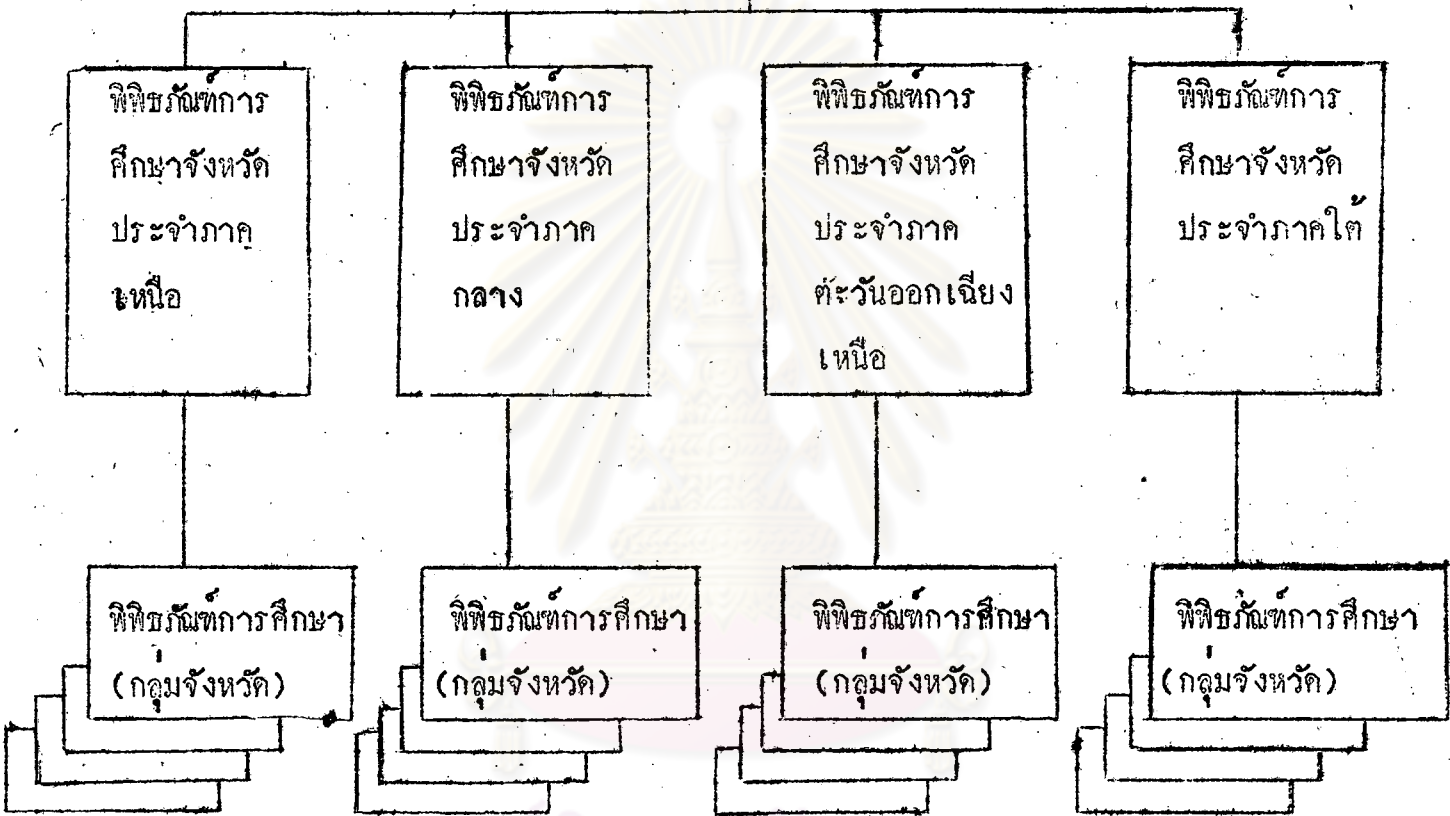 พิพิธภัณฑ์การ
ศึกษาจังหวัด
ประจำภาค
เหนือ
พิพิธภัณฑ์การ
ศึกษาจังหวัด
ประจำภาค
กลาง
พิพิธภัณฑ์การ
ศึกษาจังหวัด
ประจำภาค
ตะวันออกเฉียง
เหนือ
พิพิธภัณฑ์การ
ศึกษาจังหวัด
ประจำภาคใต้
พิพิธภัณฑ์การศึกษา
(กลุ่มจังหวัด)
พิพิธภัณฑ์การศึกษา
(กลุ่มจังหวัด)
พิพิธภัณฑ์การศึกษา
(กลุ่มจังหวัด)
พิพิธภัณฑ์การศึกษา
(กลุ่มจังหวัด)